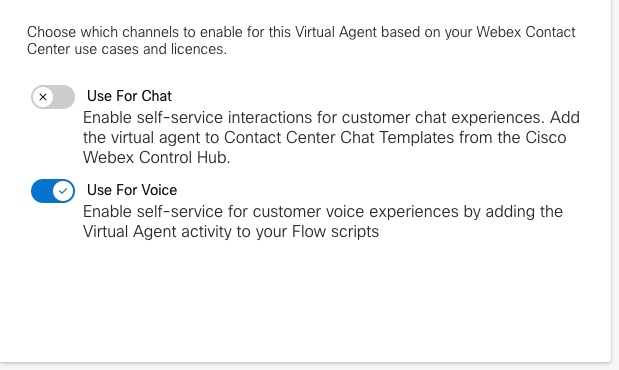 Choose which channels to enable for this Virtual Agent based on your Webex Contact
Center use cases and licences.
Use For Chat
Enable self-service interactions for customer chat experiences. Add
the virtual agent to Contact Center Chat Templates from the Cisco
Webex Control Hub.
Use For Voice
Enable self-service for customer voice experiences by adding the
Virtual Agent activity to your Flow scripts